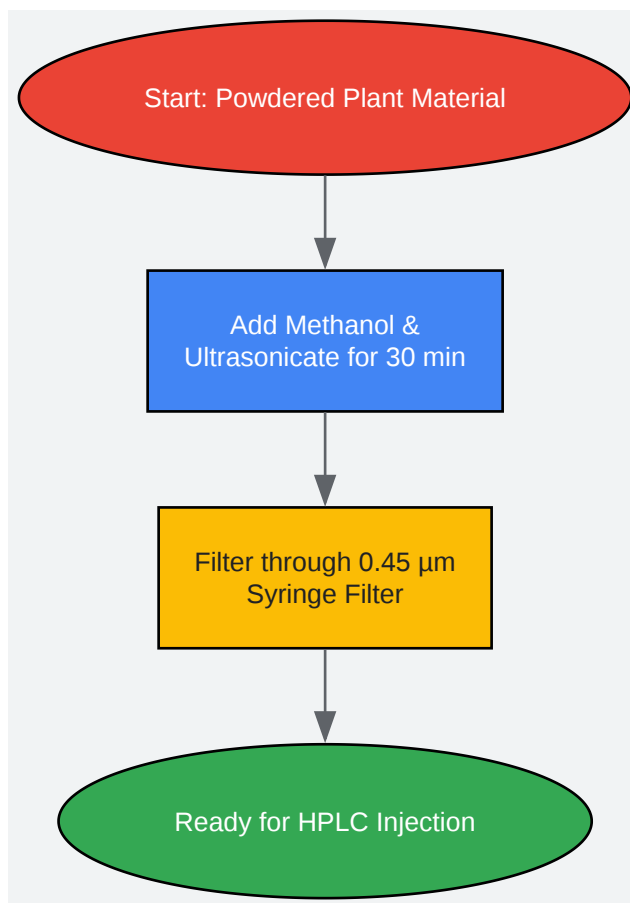 Start: Powdered Plant Material
Add Methanol &
Ultrasonicate for 30 min
Filter through 0.45 µm
Syringe Filter
Ready for HPLC Injection